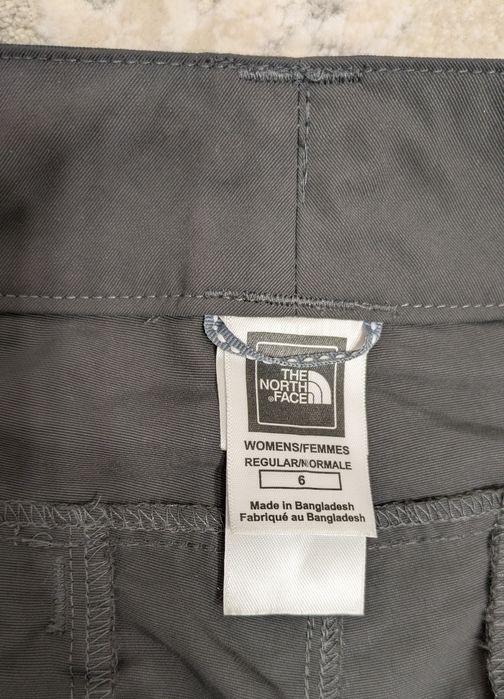 THE
NORTH
®FACE
WOMENS/FEMMES
REGULAR/NORMALE
6
Made in Bangladesh
Fabriqué au Bangladesh